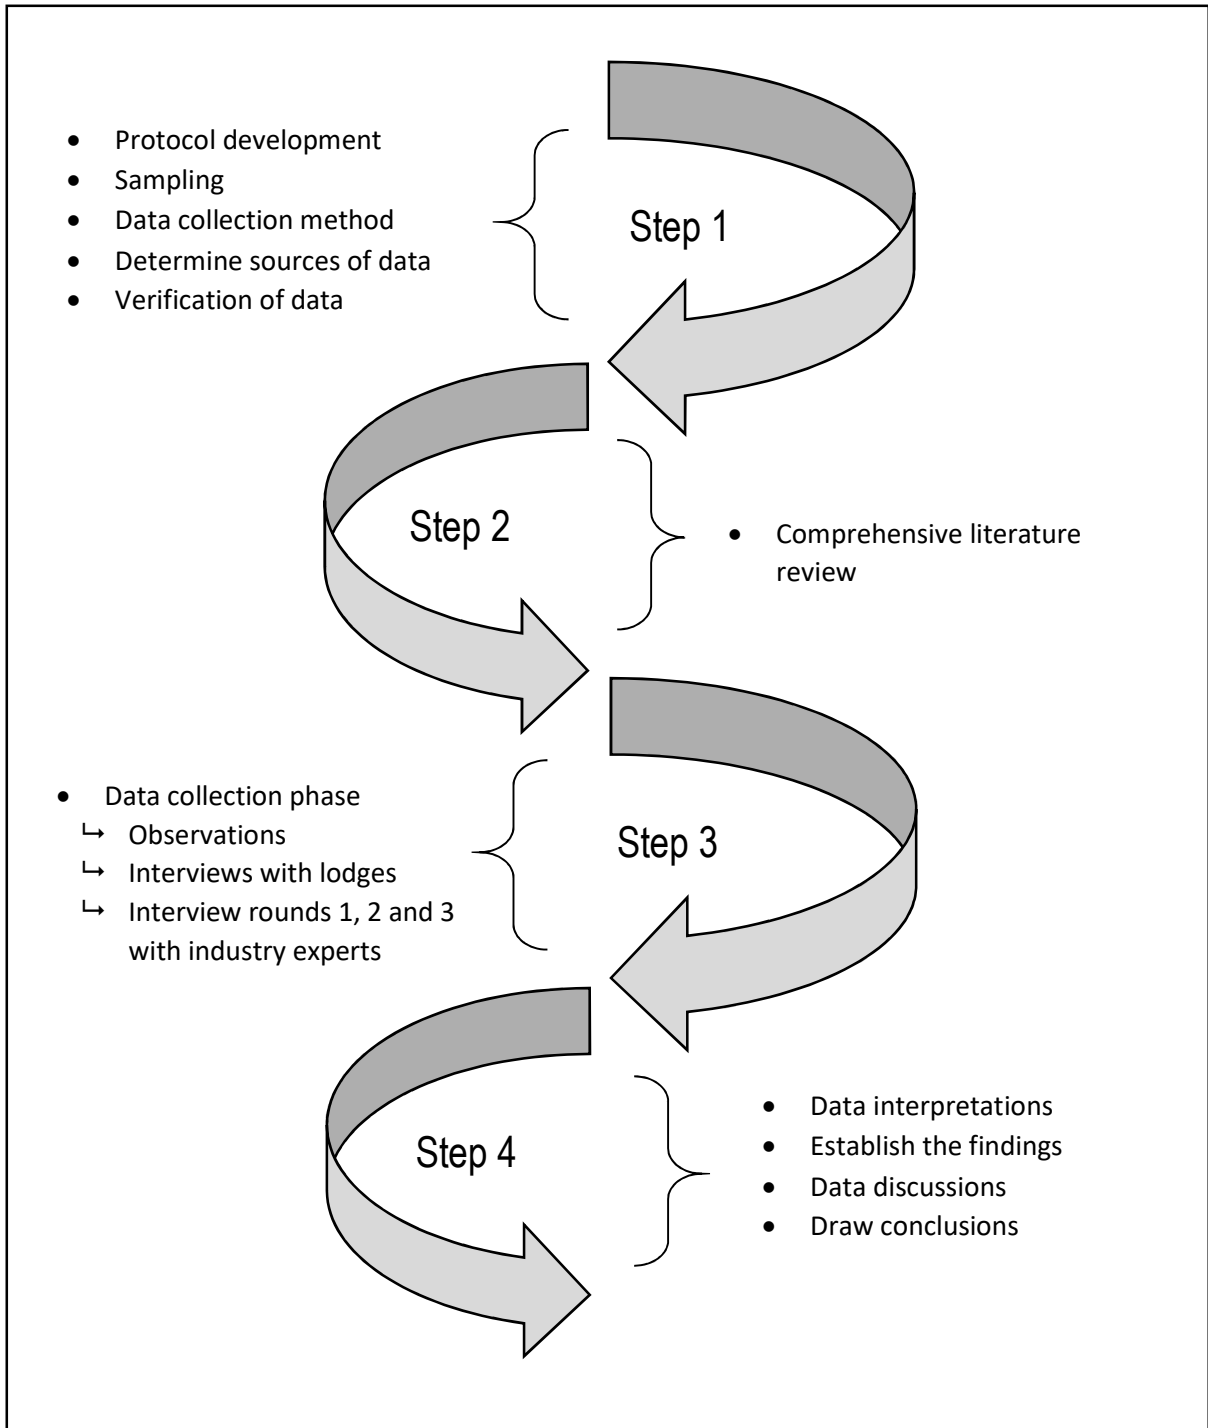 • Protocol development
• Sampling
• Data collection method
• Determine sources of data
• Verification of data
Step 1
Step 2
• Comprehensive literature
review
• Data collection phase
↳ Observations
↳ Interviews with lodges
↳ Interview rounds 1, 2 and 3
with industry experts
Step 3
Step 4
• Data interpretations
• Establish the findings
• Data discussions
• Draw conclusions